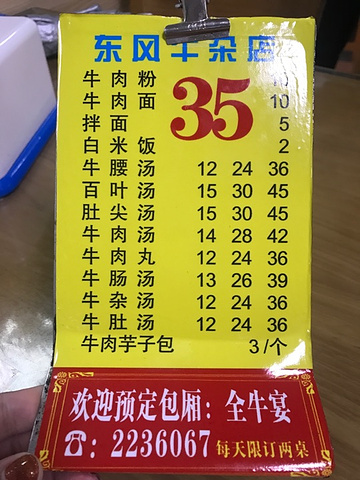 东风牛杂店
35
牛肉粉 10
牛肉面 10
拌面 5
白米饭 2
牛腰汤 12 24 36
百叶汤 15 30 45
肚尖汤 15 30 45
牛肉汤 14 28 42
牛肉丸 12 24 36
牛肠汤 13 26 39
牛杂汤 12 24 36
牛肚汤 12 24 36
牛肉芋子包 3/个
欢迎预定包厢：全牛宴
☎：2236067 每天限订两桌